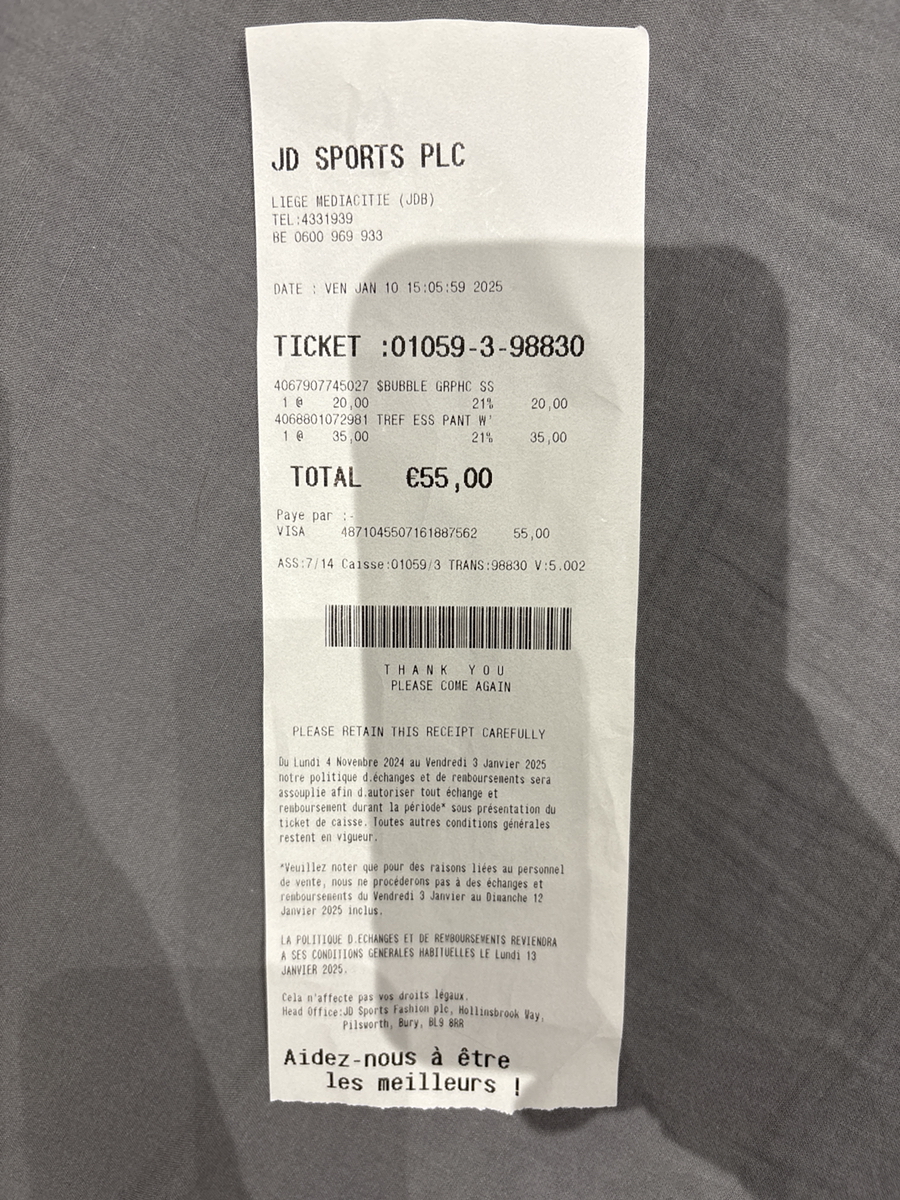 JD SPORTS PLC
LIEGE MEDIACITIE (JDB)
TEL:4331939
BE 0600 969 933
DATE : VEN JAN 10 15:05:59 2025
TICKET :01059-3-98830
4067907745027 $BUBBLE GRPHC SS
1 @ 20,00 21% 20,00
4068801072981 TREF ESS PANT W'
1 @ 35,00 21% 35,00
TOTAL €55,00
Paye par :-
VISA 4871045507161887562 55,00
ASS:7/14 Caisse:01059/3 TRANS:98830 V:5.002
THANK YOU
PLEASE COME AGAIN
PLEASE RETAIN THIS RECEIPT CAREFULLY
Du Lundi 4 Novembre 2024 au Vendredi 3 Janvier 2025
notre politique d.échanges et de remboursements sera
assouplie afin d.autoriser tout échange et
remboursement durant la période* sous présentation du
ticket de caisse. Toutes autres conditions générales
restent en vigueur.
*Veuillez noter que pour des raisons liées au personnel
de vente, nous ne procéderons pas à des échanges et
remboursements du Vendredi 3 Janvier au Dimanche 12
Janvier 2025 inclus.
LA POLITIQUE D.ECHANGES ET DE REMBOURSEMENTS REVIENDRA
A SES CONDITIONS GENERALES HABITUELLES LE Lundi 13
JANVIER 2025.
Cela n'affecte pas vos droits légaux.
Head Office:JD Sports Fashion plc, Hollinsbrook Way,
Pilsworth, Bury, BL9 8RR
Aidez-nous à être
les meilleurs !